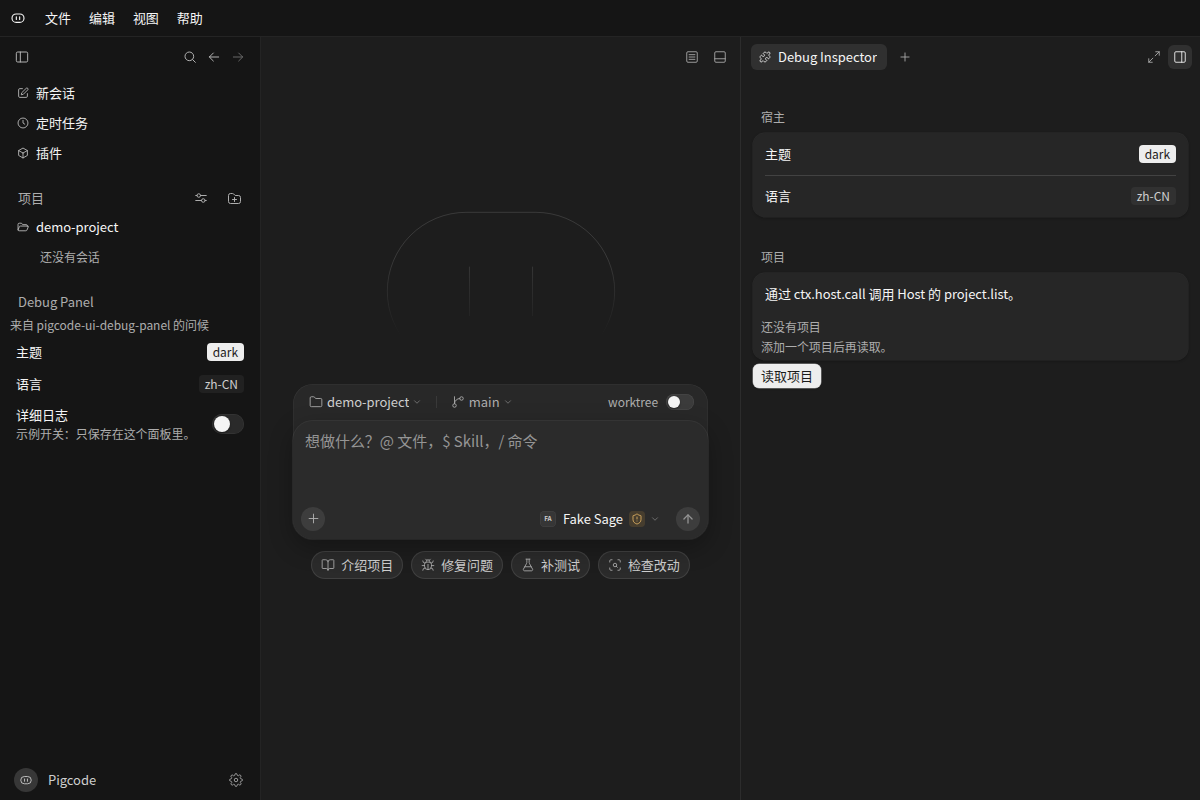 文件 编辑 视图 帮助
新会话
定时任务
插件
项目
demo-project
还没有会话
Debug Panel
来自 pigcode-ui-debug-panel 的问候
主题 dark
语言 zh-CN
详细日志
示例开关：只保存在这个面板里。
Pigcode
demo-project main worktree
想做什么？@ 文件，$ Skill，/ 命令
FA Fake Sage
介绍项目 修复问题 补测试 检查改动
Debug Inspector
宿主
主题 dark
语言 zh-CN
项目
通过 ctx.host.call 调用 Host 的 project.list。
还没有项目
添加一个项目后再读取。
读取项目